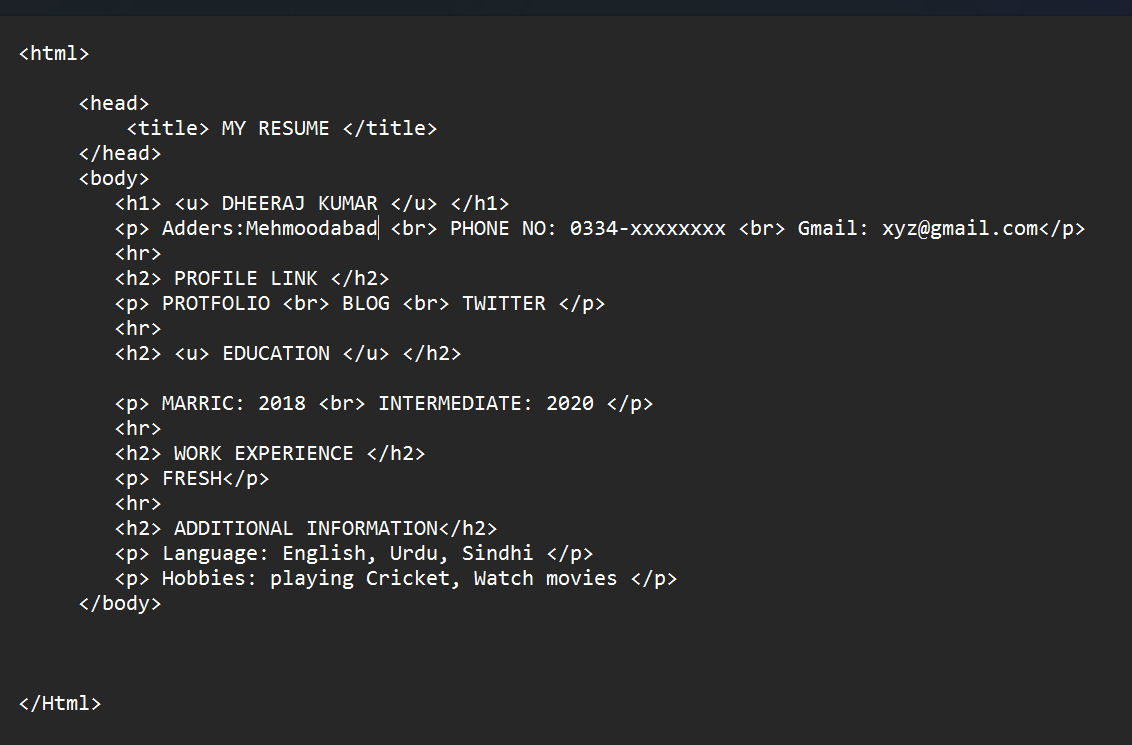 <html>
<head>
<title> MY RESUME </title>
</head>
<body>
<h1> <u> DHEERAJ KUMAR </u> </h1>
<p> Adders:Mehmoodabad <br> PHONE NO: 0334-xxxxxxxx <br> Gmail: xyz@gmail.com</p>
<hr>
<h2> PROFILE LINK </h2>
<p> PROTFOLIO <br> BLOG <br> TWITTER </p>
<hr>
<h2> <u> EDUCATION </u> </h2>
<p> MARRIC: 2018 <br> INTERMEDIATE: 2020 </p>
<hr>
<h2> WORK EXPERIENCE </h2>
<p> FRESH</p>
<hr>
<h2> ADDITIONAL INFORMATION</h2>
<p> Language: English, Urdu, Sindhi </p>
<p> Hobbies: playing Cricket, Watch movies </p>
</body>
</Html>